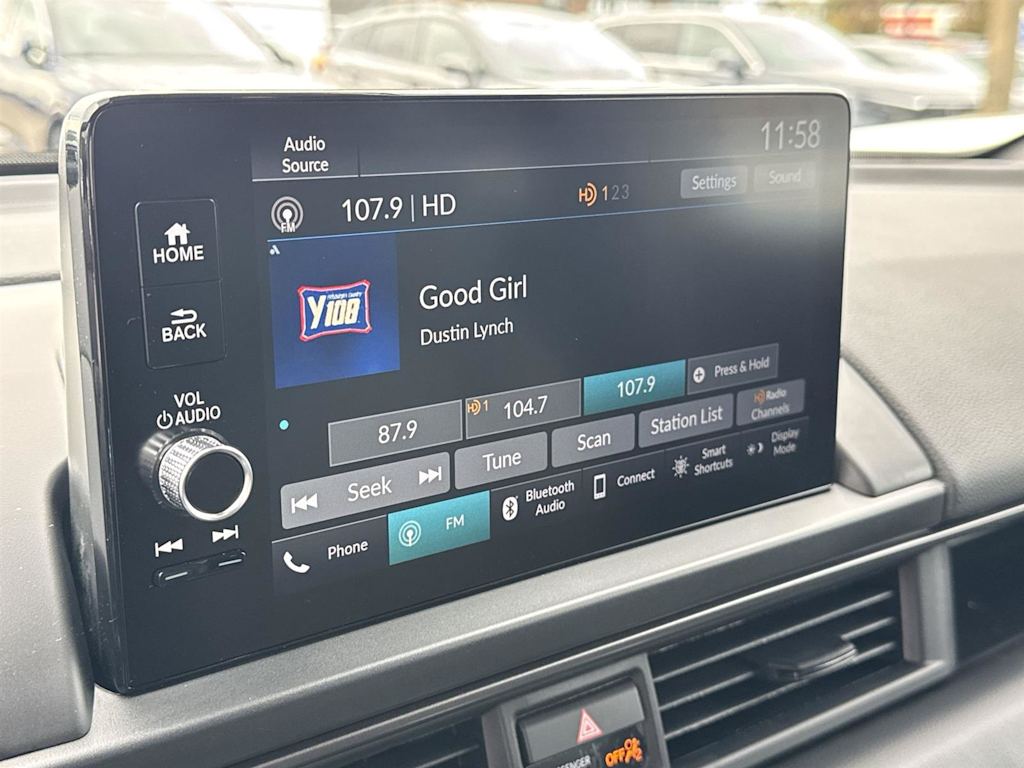 Audio
Source
11:58
FM
107.9 | HD
HD 1 2 3
Settings
Sound
HOME
Y108
Good Girl
Dustin Lynch
BACK
VOL
AUDIO
87.9
HD 1 104.7
107.9
Press & Hold
Seek
Tune
Scan
Station List
HD Radio
Channels
Phone
FM
Bluetooth
Audio
Connect
Smart
Shortcuts
Display
Mode
OFF